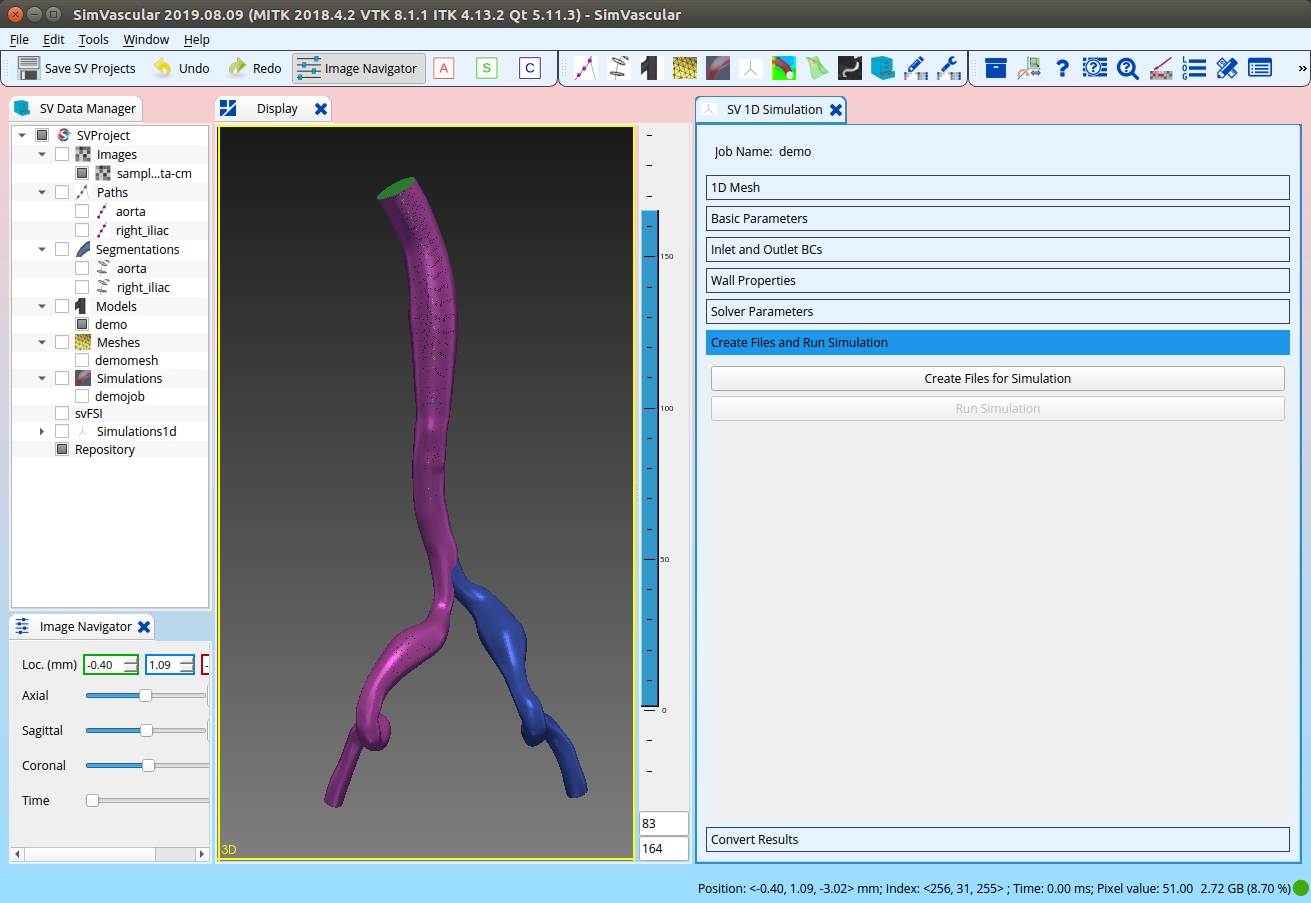 SimVascular 2019.08.09 (MITK 2018.4.2 VTK 8.1.1 ITK 4.13.2 Qt 5.11.3) - SimVascular
File Edit Tools Window Help
Save SV Projects Undo Redo Image Navigator A S C »
SV Data Manager
SVProject
Images
sampl...ta-cm
Paths
aorta
right_iliac
Segmentations
aorta
right_iliac
Models
demo
Meshes
demomesh
Simulations
demojob
svFSI
Simulations1d
Repository
Image Navigator
Loc. (mm) -0.40 1.09 -
Axial
Sagittal
Coronal
Time
Display
3D
150
100
50
0
83
164
SV 1D Simulation
Job Name: demo
1D Mesh
Basic Parameters
Inlet and Outlet BCs
Wall Properties
Solver Parameters
Create Files and Run Simulation
Create Files for Simulation
Run Simulation
Convert Results
Position: <-0.40, 1.09, -3.02> mm; Index: <256, 31, 255> ; Time: 0.00 ms; Pixel value: 51.00 2.72 GB (8.70 %)